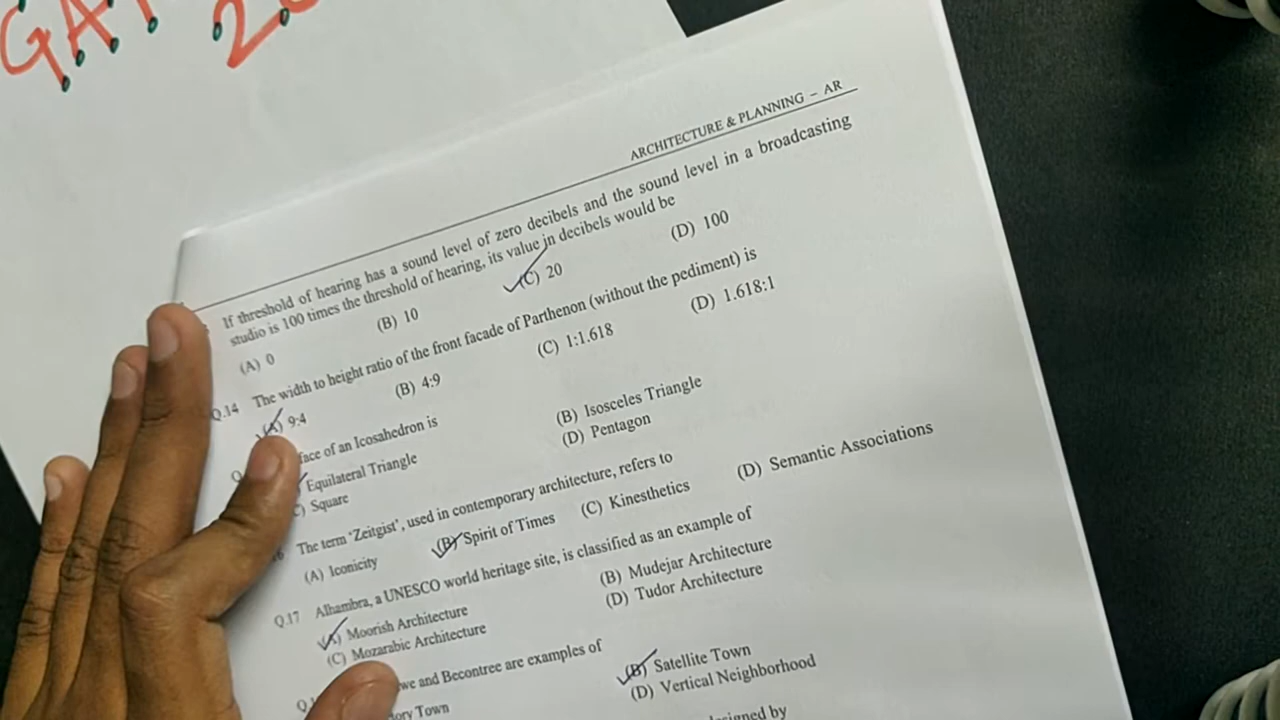 GAT
20
ARCHITECTURE & PLANNING – AR
If threshold of hearing has a sound level of zero decibels and the sound level in a broadcasting
studio is 100 times the threshold of hearing, its value in decibels would be
(A) 0 (B) 10 (C) 20 (D) 100
Q.14 The width to height ratio of the front facade of Parthenon (without the pediment) is
(A) 9:4 (B) 4:9 (C) 1:1.618 (D) 1.618:1
face of an Icosahedron is
Equilateral Triangle (B) Isosceles Triangle
Square (D) Pentagon
The term ‘Zeitgist’, used in contemporary architecture, refers to
(A) Iconicity (B) Spirit of Times (C) Kinesthetics (D) Semantic Associations
Q.17 Alhambra, a UNESCO world heritage site, is classified as an example of
(A) Moorish Architecture (B) Mudejar Architecture
(C) Mozarabic Architecture (D) Tudor Architecture
and Becontree are examples of
Town (B) Satellite Town
(D) Vertical Neighborhood
by